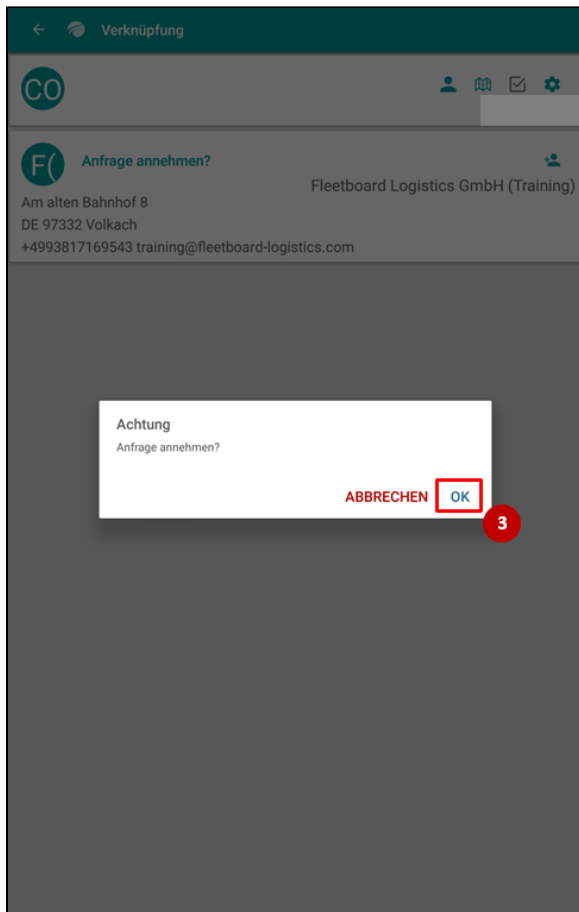 Verknüpfung
CO
F( Anfrage annehmen?
Fleetboard Logistics GmbH (Training)
Am alten Bahnhof 8
DE 97332 Volkach
+4993817169543 training@fleetboard-logistics.com
Achtung
Anfrage annehmen?
ABBRECHEN OK
3